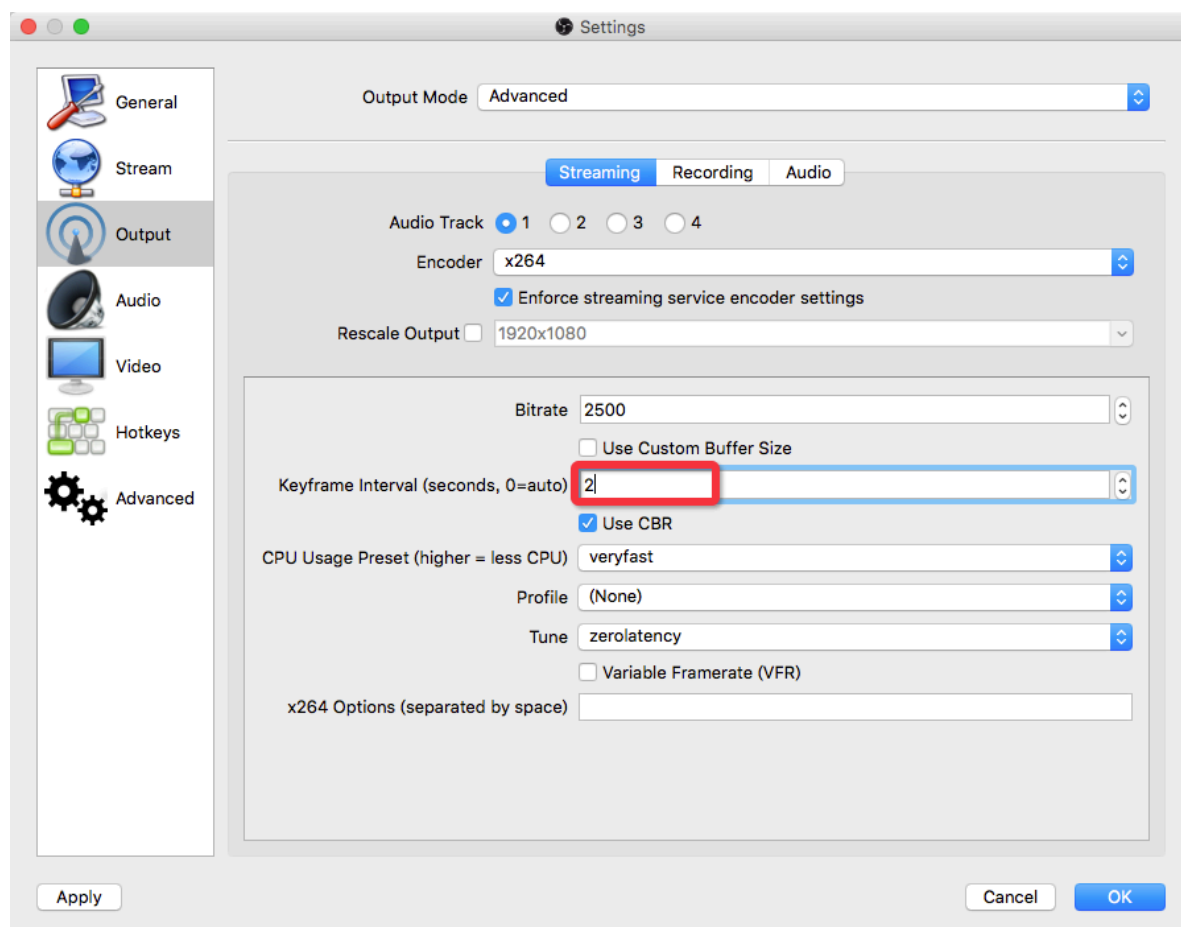 Settings
General
Stream
Output
Audio
Video
Hotkeys
Advanced
Output Mode Advanced
Streaming Recording Audio
Audio Track 1 2 3 4
Encoder x264
Enforce streaming service encoder settings
Rescale Output 1920x1080
Bitrate 2500
Use Custom Buffer Size
Keyframe Interval (seconds, 0=auto) 2
Use CBR
CPU Usage Preset (higher = less CPU) veryfast
Profile (None)
Tune zerolatency
Variable Framerate (VFR)
x264 Options (separated by space)
Apply Cancel OK